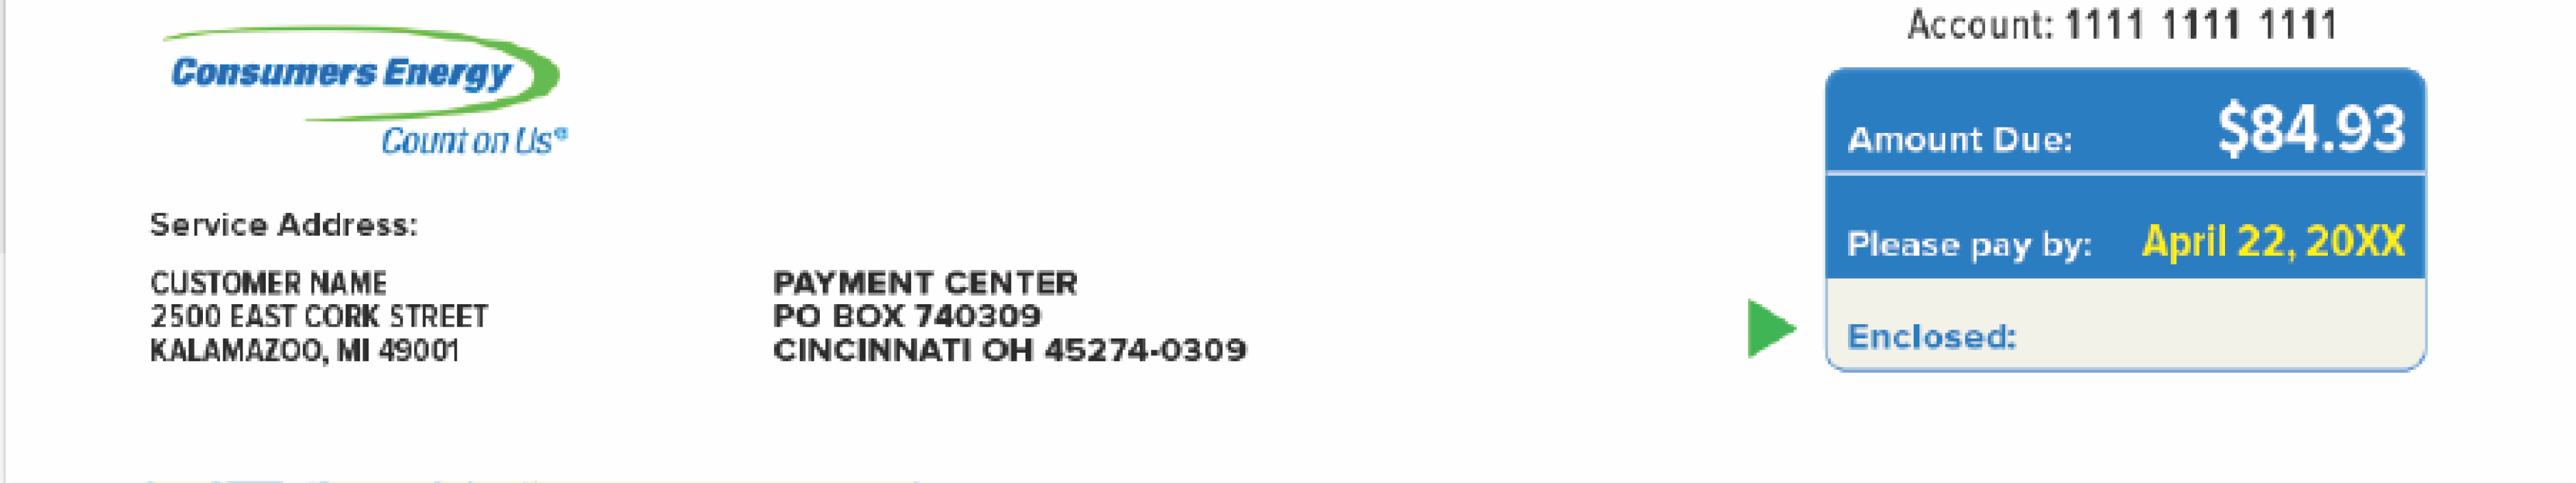 Account: 1111 1111 1111
Consumers Energy
Count on Us®
Amount Due: $84.93
Please pay by: April 22, 20XX
Enclosed:
Service Address:
CUSTOMER NAME
2500 EAST CORK STREET
KALAMAZOO, MI 49001
PAYMENT CENTER
PO BOX 740309
CINCINNATI OH 45274-0309